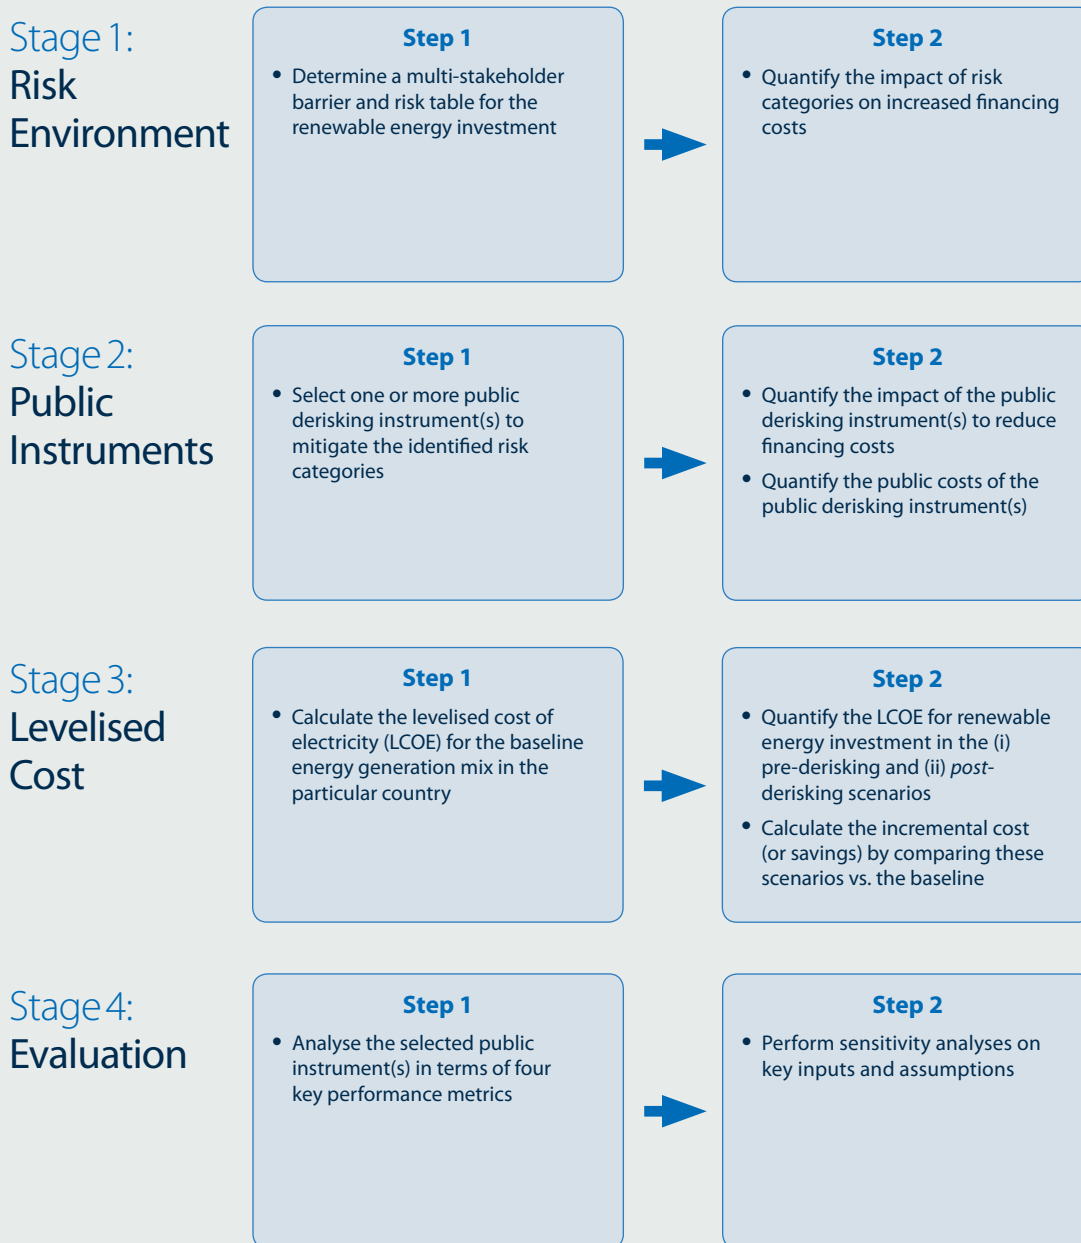 Stage 1:
Risk
Environment
Step 1
• Determine a multi-stakeholder
barrier and risk table for the
renewable energy investment
Step 2
• Quantify the impact of risk
categories on increased financing
costs
Stage 2:
Public
Instruments
Step 1
• Select one or more public
derisking instrument(s) to
mitigate the identified risk
categories
Step 2
• Quantify the impact of the public
derisking instrument(s) to reduce
financing costs
• Quantify the public costs of the
public derisking instrument(s)
Stage 3:
Levelised
Cost
Step 1
• Calculate the levelised cost of
electricity (LCOE) for the baseline
energy generation mix in the
particular country
Step 2
• Quantify the LCOE for renewable
energy investment in the (i)
pre-derisking and (ii) post-
derisking scenarios
• Calculate the incremental cost
(or savings) by comparing these
scenarios vs. the baseline
Stage 4:
Evaluation
Step 1
• Analyse the selected public
instrument(s) in terms of four
key performance metrics
Step 2
• Perform sensitivity analyses on
key inputs and assumptions